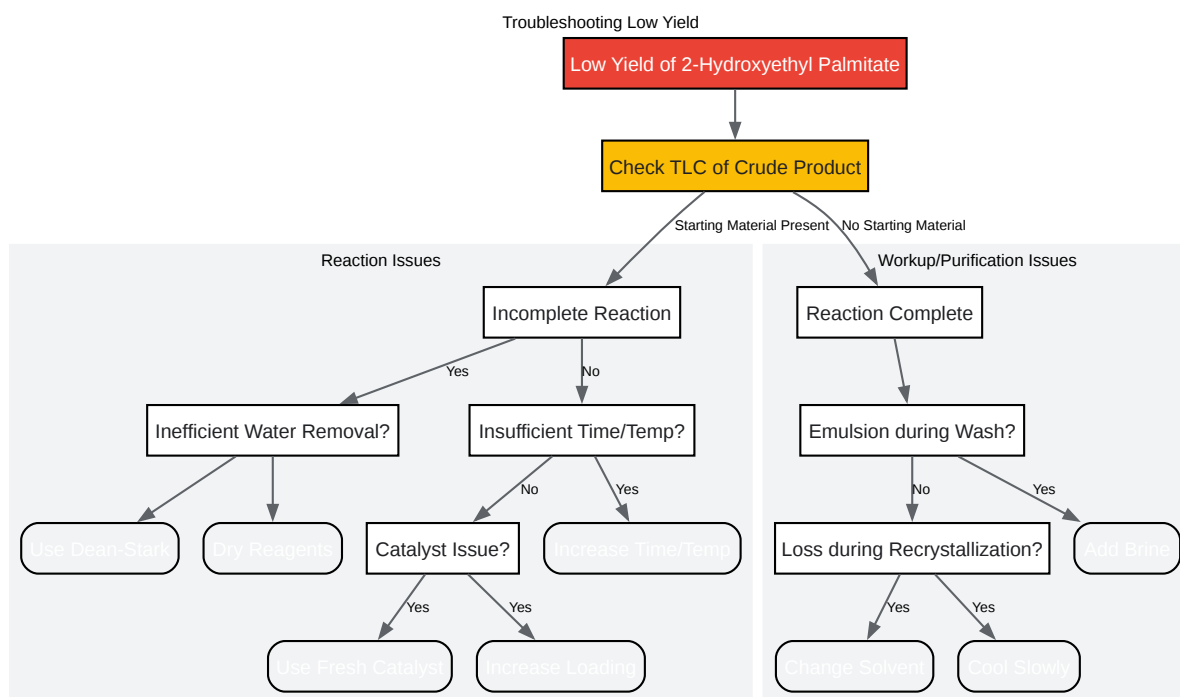 Troubleshooting Low Yield
Low Yield of 2-Hydroxyethyl Palmitate
Check TLC of Crude Product
Starting Material Present
No Starting Material
Reaction Issues
Workup/Purification Issues
Incomplete Reaction
Reaction Complete
Yes
No
Inefficient Water Removal?
Insufficient Time/Temp?
Emulsion during Wash?
No
Yes
No
Yes
Use Dean-Stark
Dry Reagents
Catalyst Issue?
Increase Time/Temp
Loss during Recrystallization?
Add Brine
Yes
Yes
Yes
Yes
Use Fresh Catalyst
Increase Loading
Change Solvent
Cool Slowly